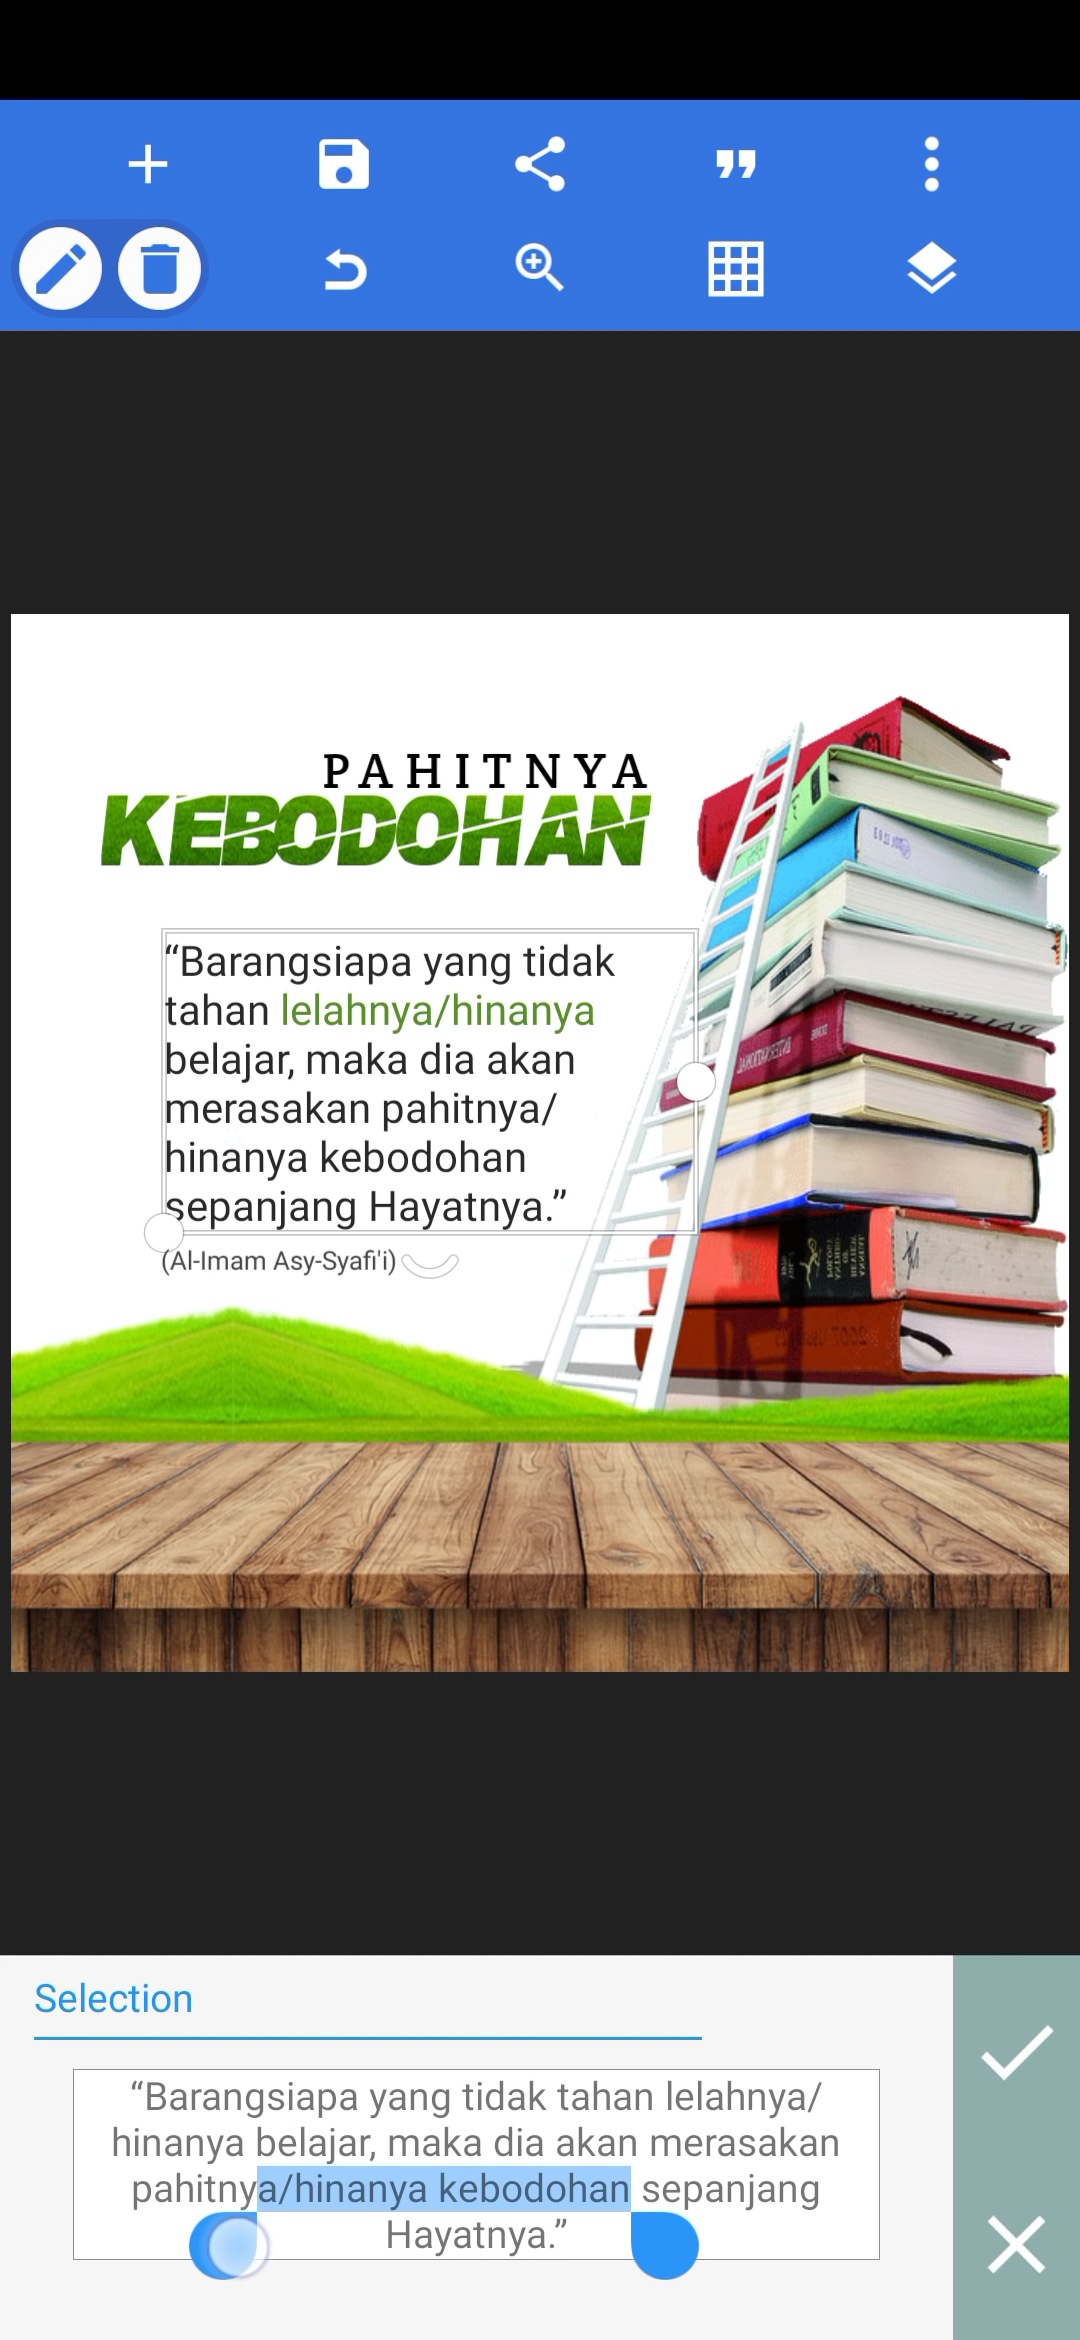 PAHITNYA
KEBODOHAN
“Barangsiapa yang tidak
tahan lelahnya/hinanya
belajar, maka dia akan
merasakan pahitnya/
hinanya kebodohan
sepanjang Hayatnya.”
(Al-Imam Asy-Syafi'i)
Selection
“Barangsiapa yang tidak tahan lelahnya/
hinanya belajar, maka dia akan merasakan
pahitnya/hinanya kebodohan sepanjang
Hayatnya.”